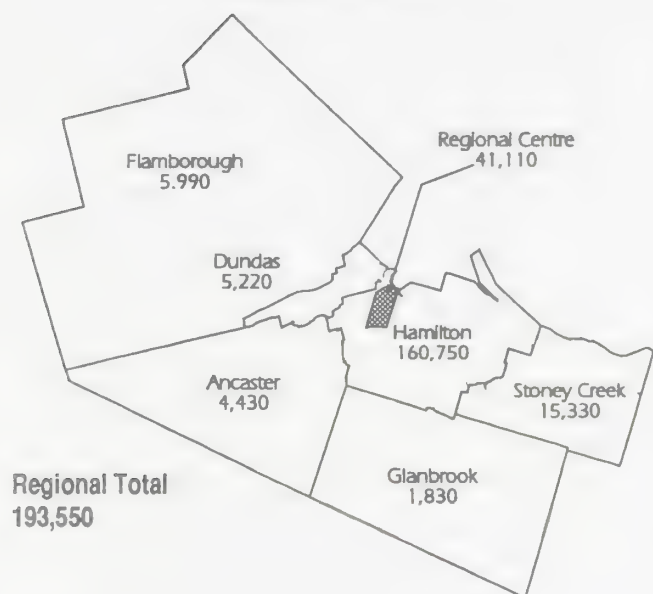 Regional Centre
41,110
Flamborough
5.990
Dundas
5,220
Hamilton
160,750
Ancaster
4,430
Stoney Creek
15,330
Glanbrook
1,830
Regional Total
193,550